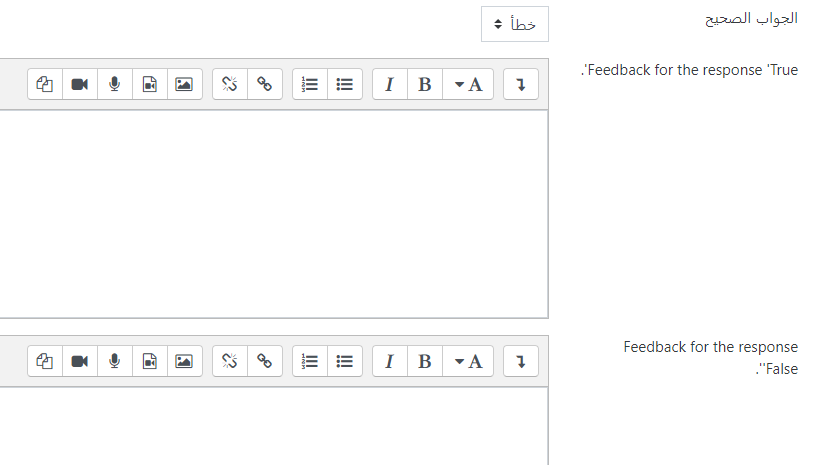 الجواب الصحيح
خطأ
.'Feedback for the response 'True
A B I
Feedback for the response
.''False
A B I